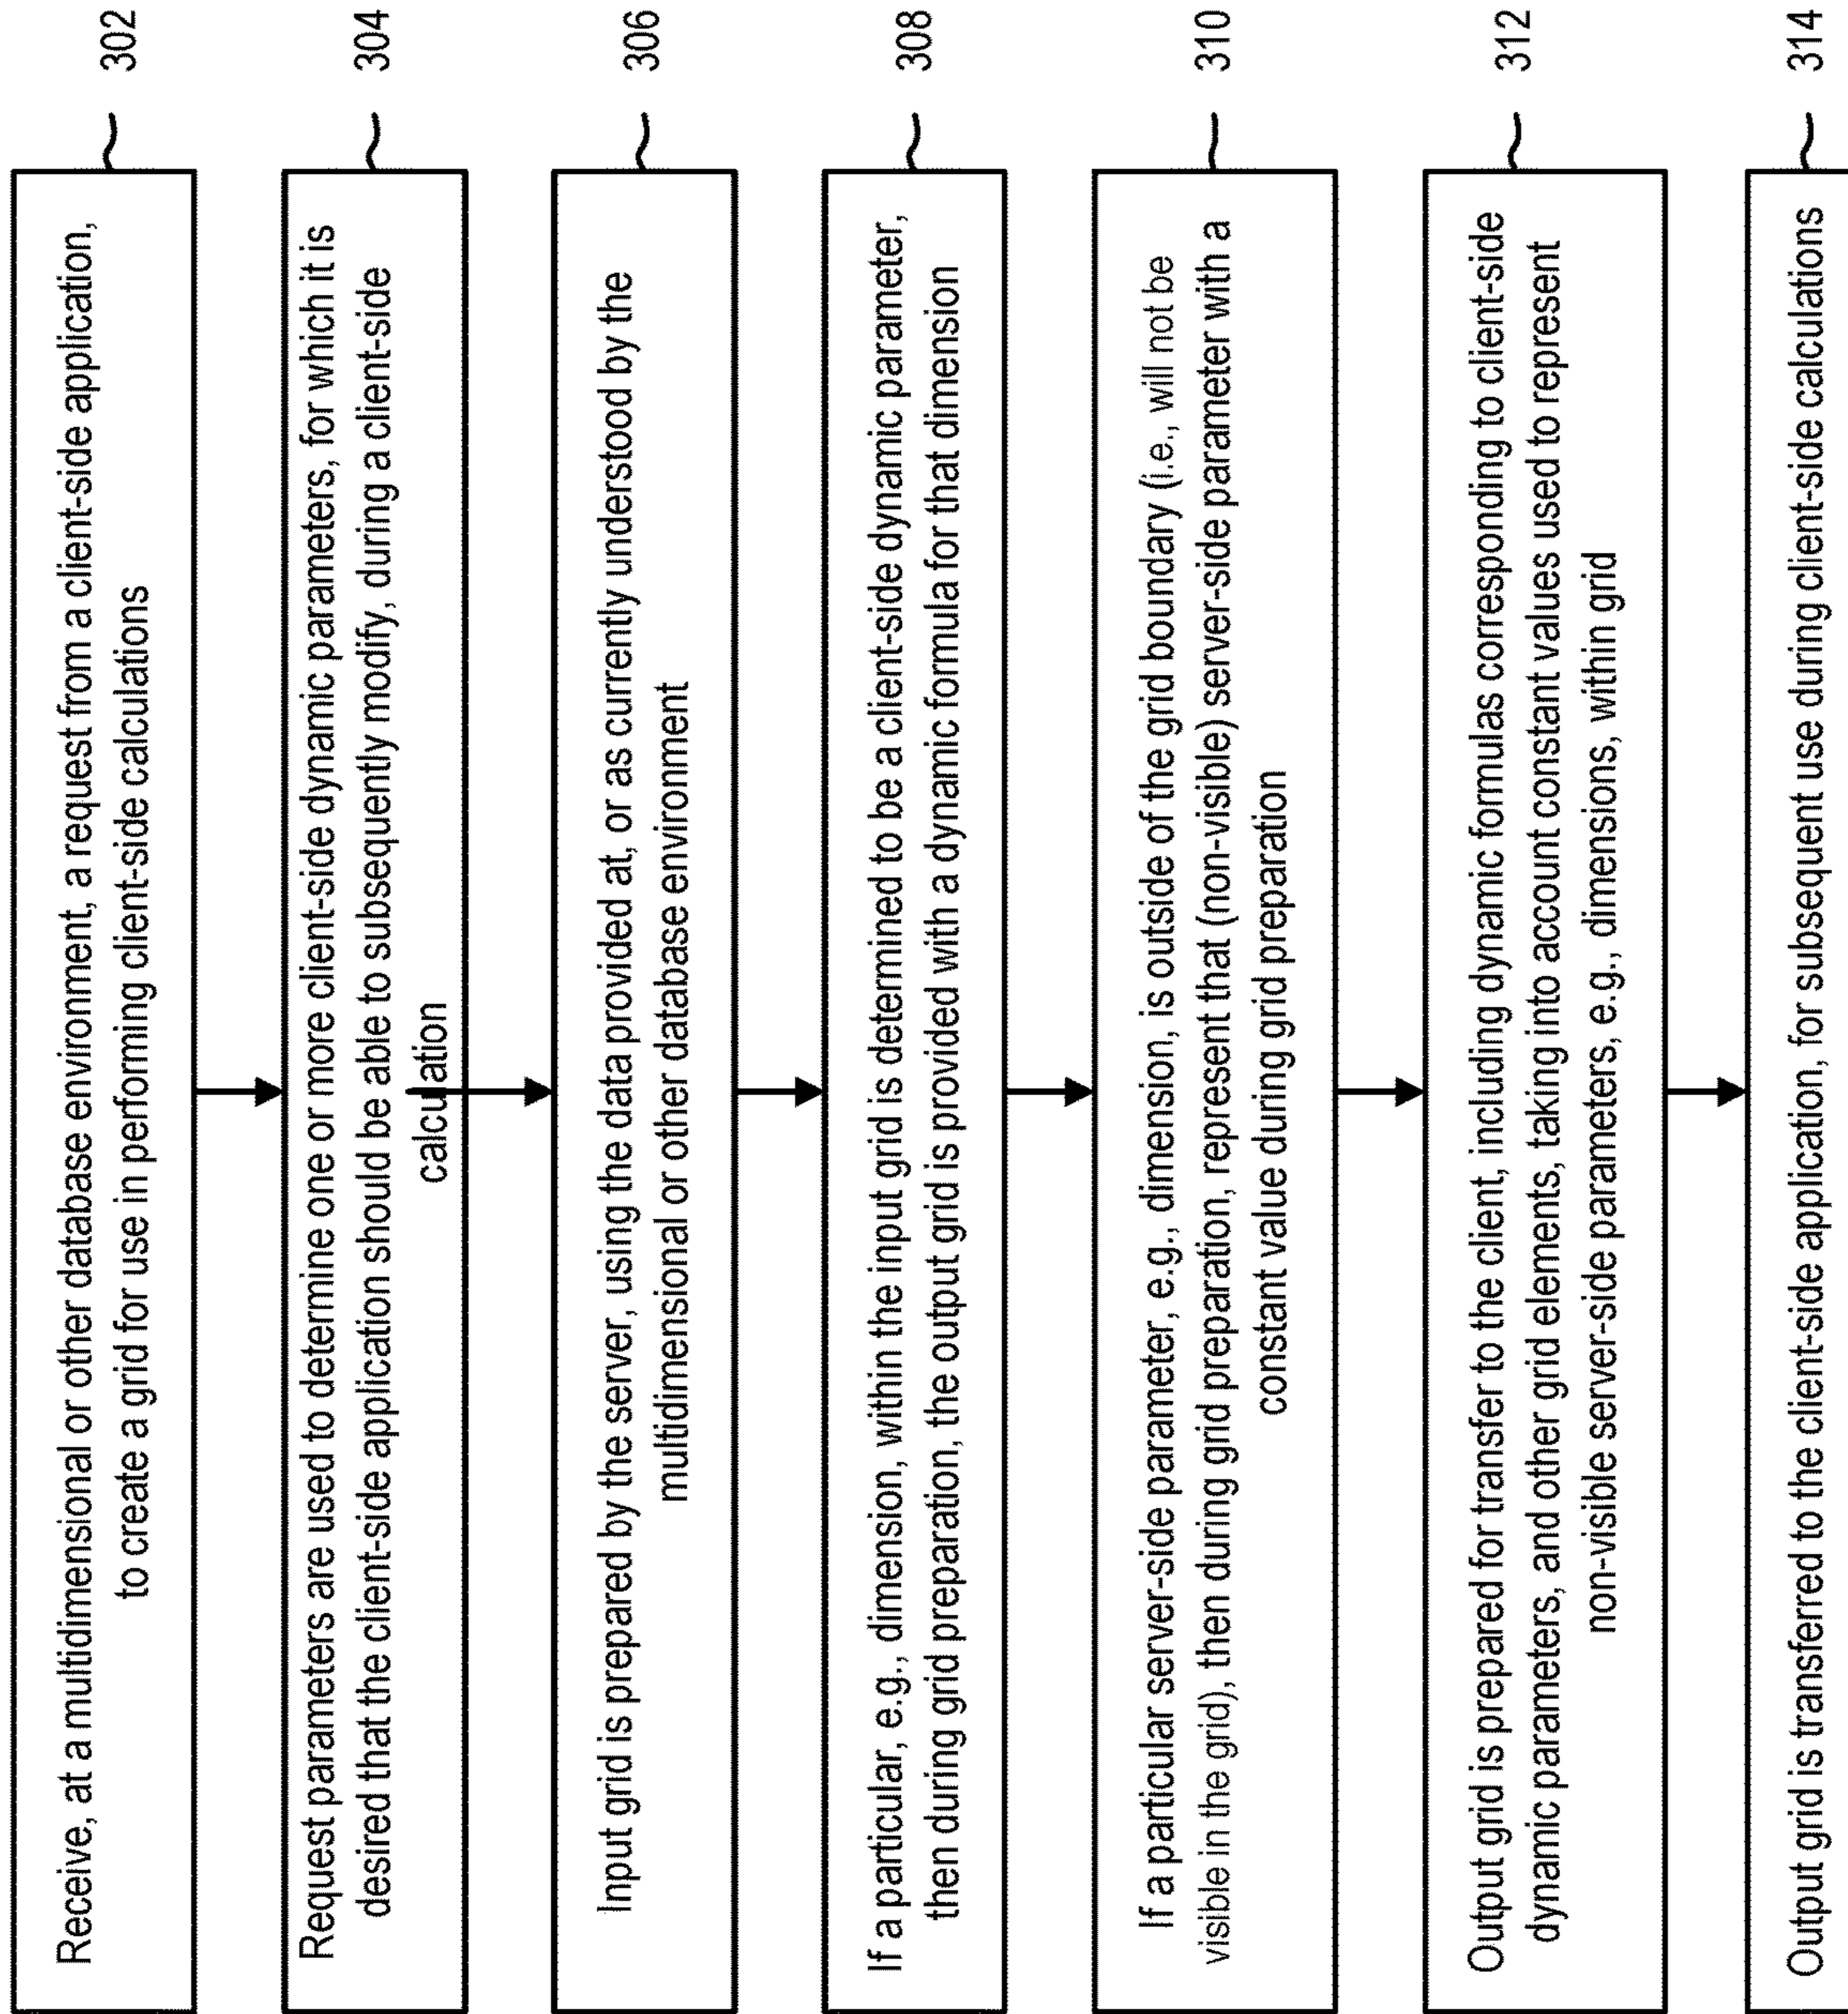 Receive, at a multidimensional or other database environment, a request from a client-side application,
to create a grid for use in performing client-side calculations
302
Request parameters are used to determine one or more client-side dynamic parameters, for which it is
desired that the client-side application should be able to subsequently modify, during a client-side
calculation
304
Input grid is prepared by the server, using the data provided at, or as currently understood by the
multidimensional or other database environment
306
If a particular, e.g., dimension, within the input grid is determined to be a client-side dynamic parameter,
then during grid preparation, the output grid is provided with a dynamic formula for that dimension
308
If a particular server-side parameter, e.g., dimension, is outside of the grid boundary (i.e., will not be
visible in the grid), then during grid preparation, represent that (non-visible) server-side parameter with a
constant value during grid preparation
310
Output grid is prepared for transfer to the client, including dynamic formulas corresponding to client-side
dynamic parameters, and other grid elements, taking into account constant values used to represent
non-visible server-side parameters, e.g., dimensions, within grid
312
Output grid is transferred to the client-side application, for subsequent use during client-side calculations
314